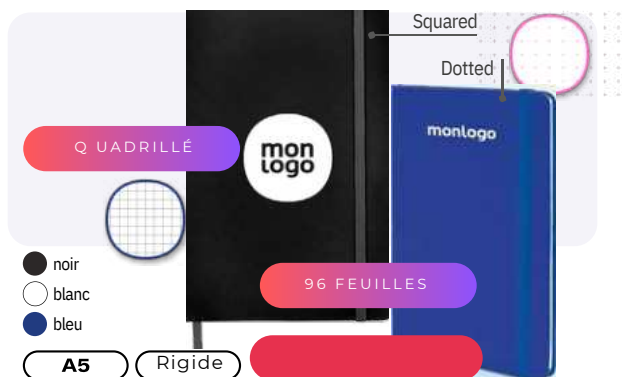 Squared
Dotted
monlogo
Q UADRILLÉ
mon
logo
noir
blanc
bleu
96 FEUILLES
A5
Rigide